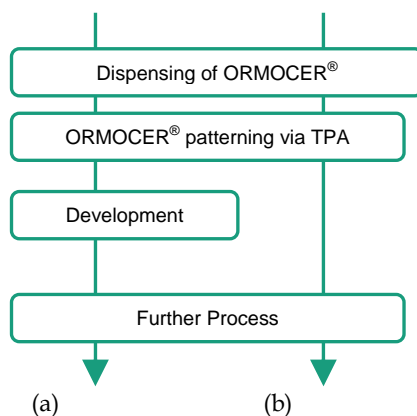 Dispensing of ORMOCER®
ORMOCER® patterning via TPA
Development
Further Process
(a) (b)